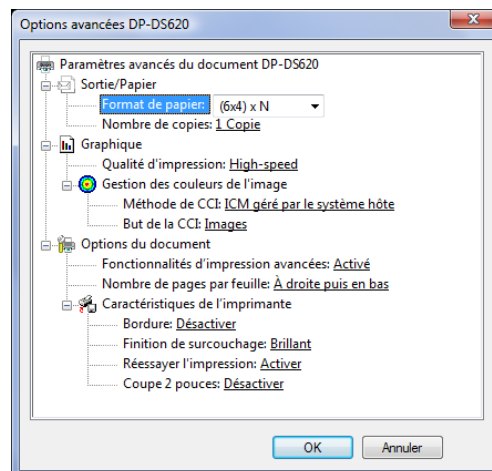 Options avancées DP-DS620
Paramètres avancés du document DP-DS620
Sortie/Papier
Format de papier: (6x4) x N
Nombre de copies: 1 Copie
Graphique
Qualité d'impression: High-speed
Gestion des couleurs de l'image
Méthode de CCI: ICM géré par le système hôte
But de la CCI: Images
Options du document
Fonctionnalités d'impression avancées: Activé
Nombre de pages par feuille: À droite puis en bas
Caractéristiques de l'imprimante
Bordure: Désactiver
Finition de surcouchage: Brillant
Réessayer l'impression: Activer
Coupe 2 pouces: Désactiver
OK Annuler